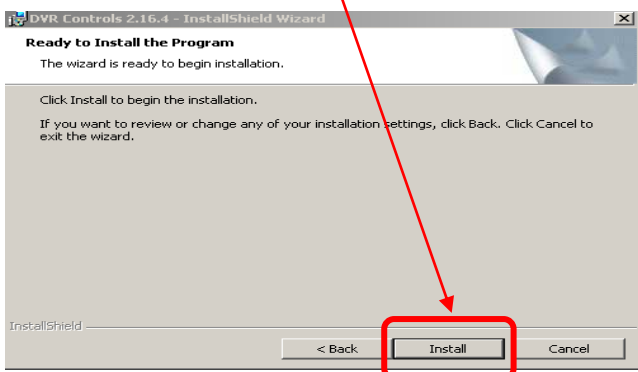 DVR Controls 2.16.4 - InstallShield Wizard
Ready to Install the Program
The wizard is ready to begin installation.
Click Install to begin the installation.
If you want to review or change any of your installation settings, click Back. Click Cancel to
exit the wizard.
InstallShield
< Back Install Cancel